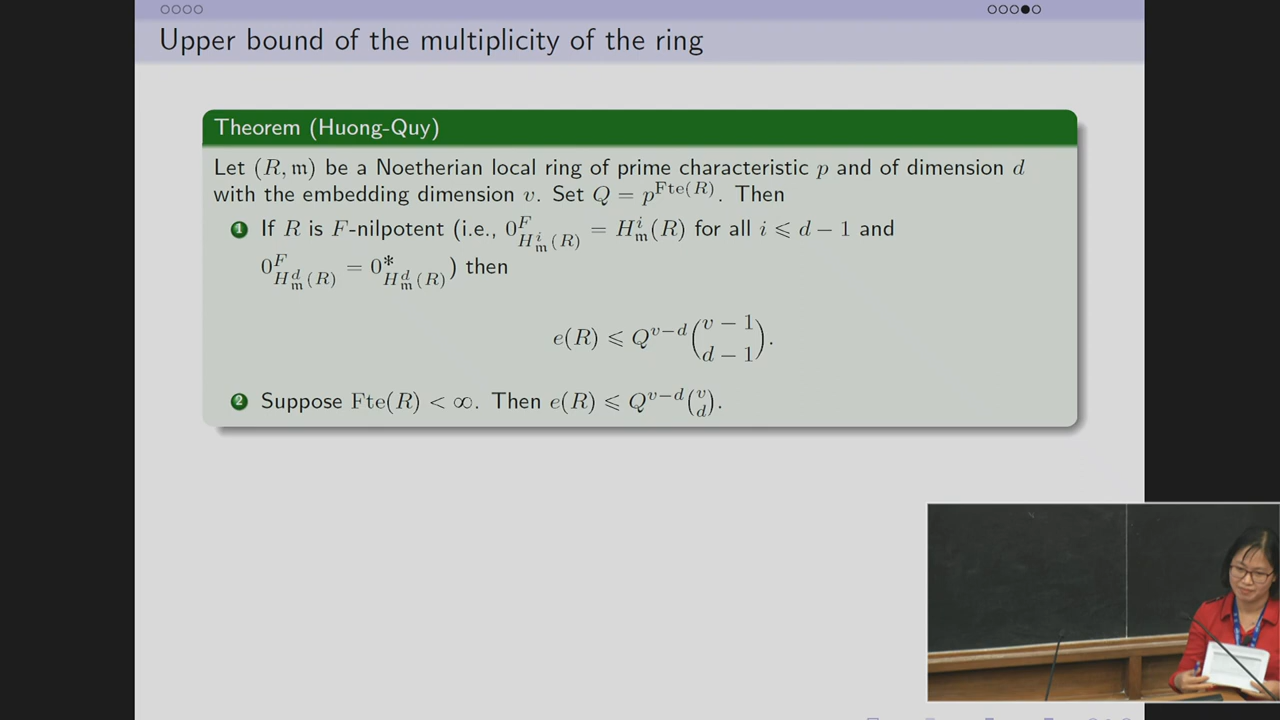 Upper bound of the multiplicity of the ring
Theorem (Huong-Quy)
Let (R, 𝔪) be a Noetherian local ring of prime characteristic p and of dimension d
with the embedding dimension v. Set Q = p^{Fte(R)}. Then
1 If R is F-nilpotent (i.e., 0^F_{H^i_𝔪(R)} = H^i_𝔪(R) for all i ⩽ d − 1 and
0^F_{H^d_𝔪(R)} = 0^*_{H^d_𝔪(R)}) then
e(R) ⩽ Q^{v−d} \binom{v − 1}{d − 1}.
2 Suppose Fte(R) < ∞. Then e(R) ⩽ Q^{v−d} \binom{v}{d}.